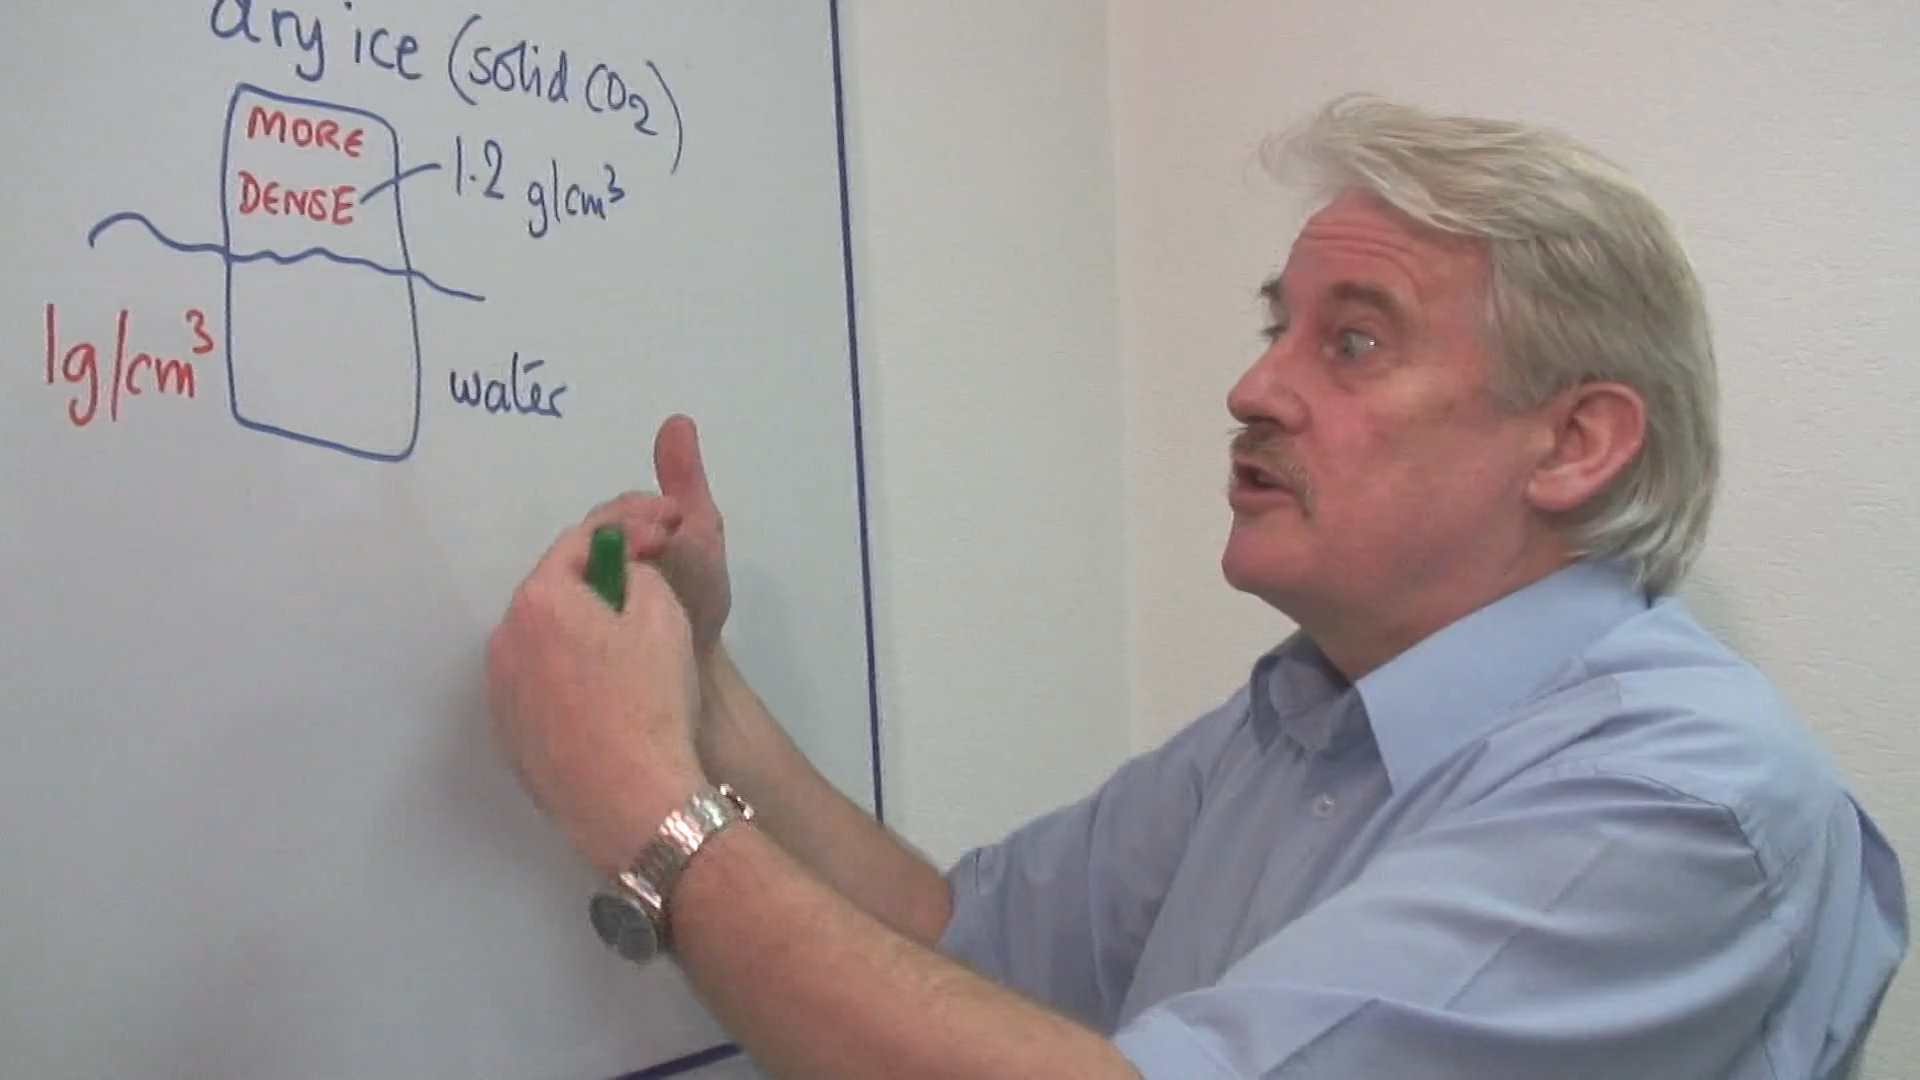 dry ice (solid CO₂)
MORE
DENSE
1.2 g/cm³
1g/cm³
water